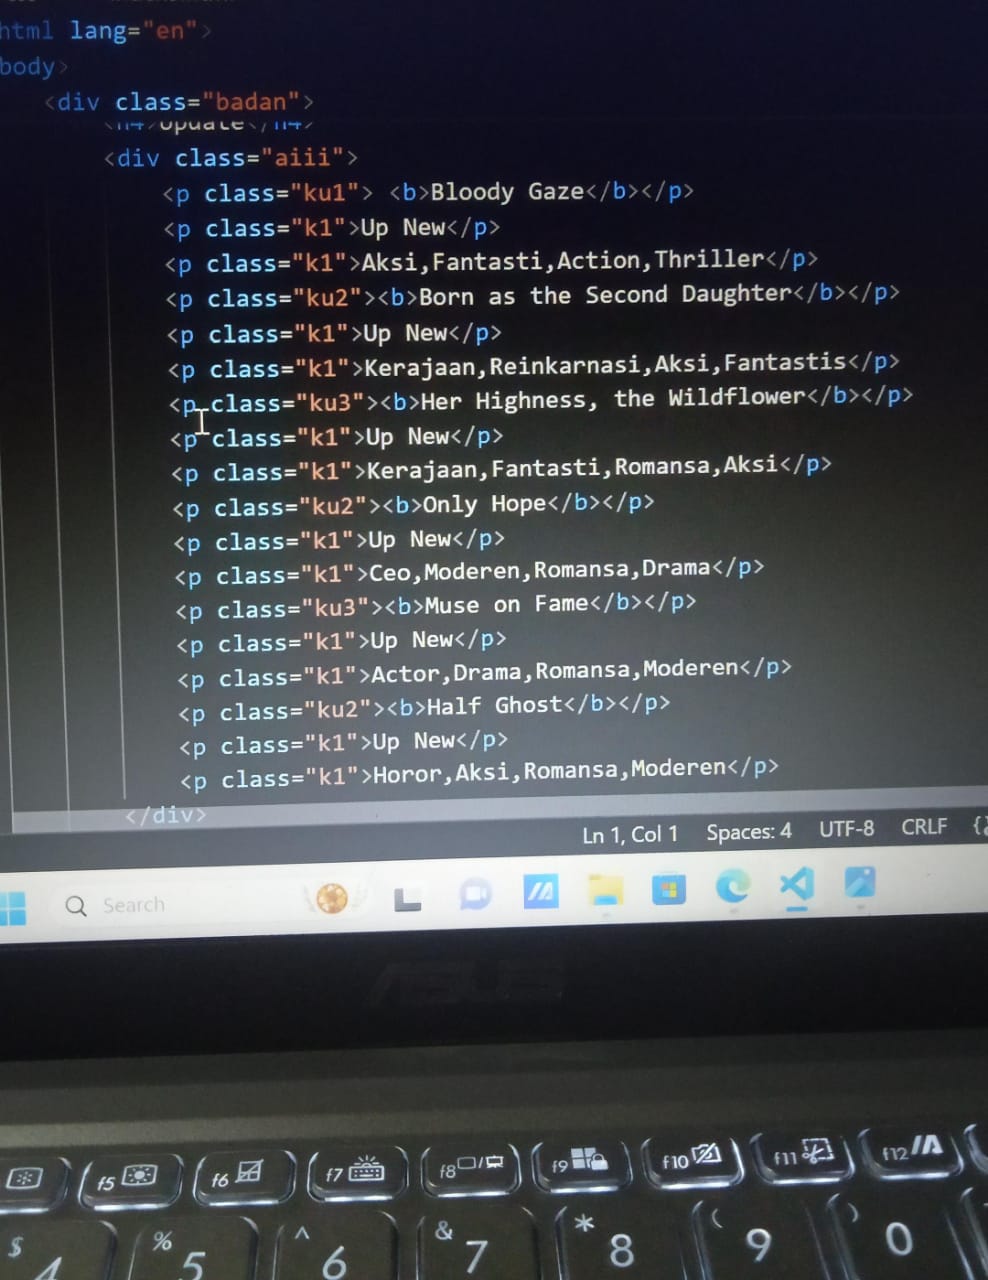 html lang="en">
body>
<div class="badan">
<h4>Update</h4>
<div class="aiii">
<p class="ku1"> <b>Bloody Gaze</b></p>
<p class="k1">Up New</p>
<p class="k1">Aksi,Fantasti,Action,Thriller</p>
<p class="ku2"><b>Born as the Second Daughter</b></p>
<p class="k1">Up New</p>
<p class="k1">Kerajaan,Reinkarnasi,Aksi,Fantastis</p>
<p class="ku3"><b>Her Highness, the Wildflower</b></p>
<p class="k1">Up New</p>
<p class="k1">Kerajaan,Fantasti,Romansa,Aksi</p>
<p class="ku2"><b>Only Hope</b></p>
<p class="k1">Up New</p>
<p class="k1">Ceo,Moderen,Romansa,Drama</p>
<p class="ku3"><b>Muse on Fame</b></p>
<p class="k1">Up New</p>
<p class="k1">Actor,Drama,Romansa,Moderen</p>
<p class="ku2"><b>Half Ghost</b></p>
<p class="k1">Up New</p>
<p class="k1">Horor,Aksi,Romansa,Moderen</p>
</div>
Ln 1, Col 1 Spaces: 4 UTF-8 CRLF {
Search
ASUS
f5 f6 f7 f8 f9 f10 f11 f12
$ % ^ & * ( )
4 5 6 7 8 9 0